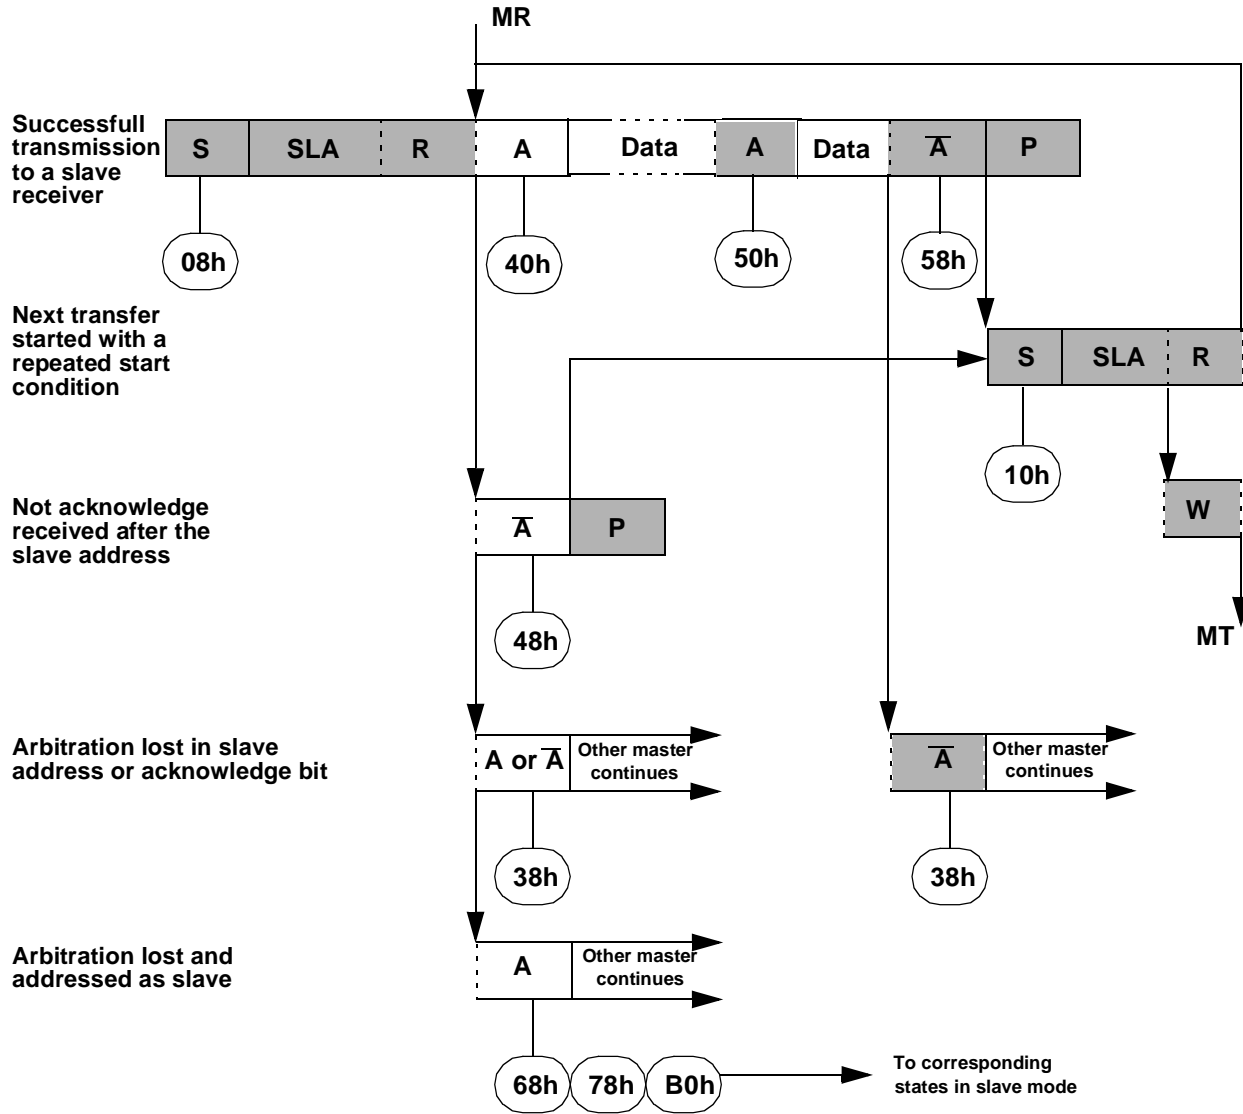 MR
Successfull
transmission
to a slave
receiver
S SLA R A Data A Data A̅ P
08h 40h 50h 58h
Next transfer
started with a
repeated start
condition
S SLA R
10h
W
MT
Not acknowledge
received after the
slave address
A̅ P
48h
Arbitration lost in slave
address or acknowledge bit
A or A̅
Other master
continues
38h
A̅
Other master
continues
38h
Arbitration lost and
addressed as slave
A
Other master
continues
68h 78h B0h
To corresponding
states in slave mode